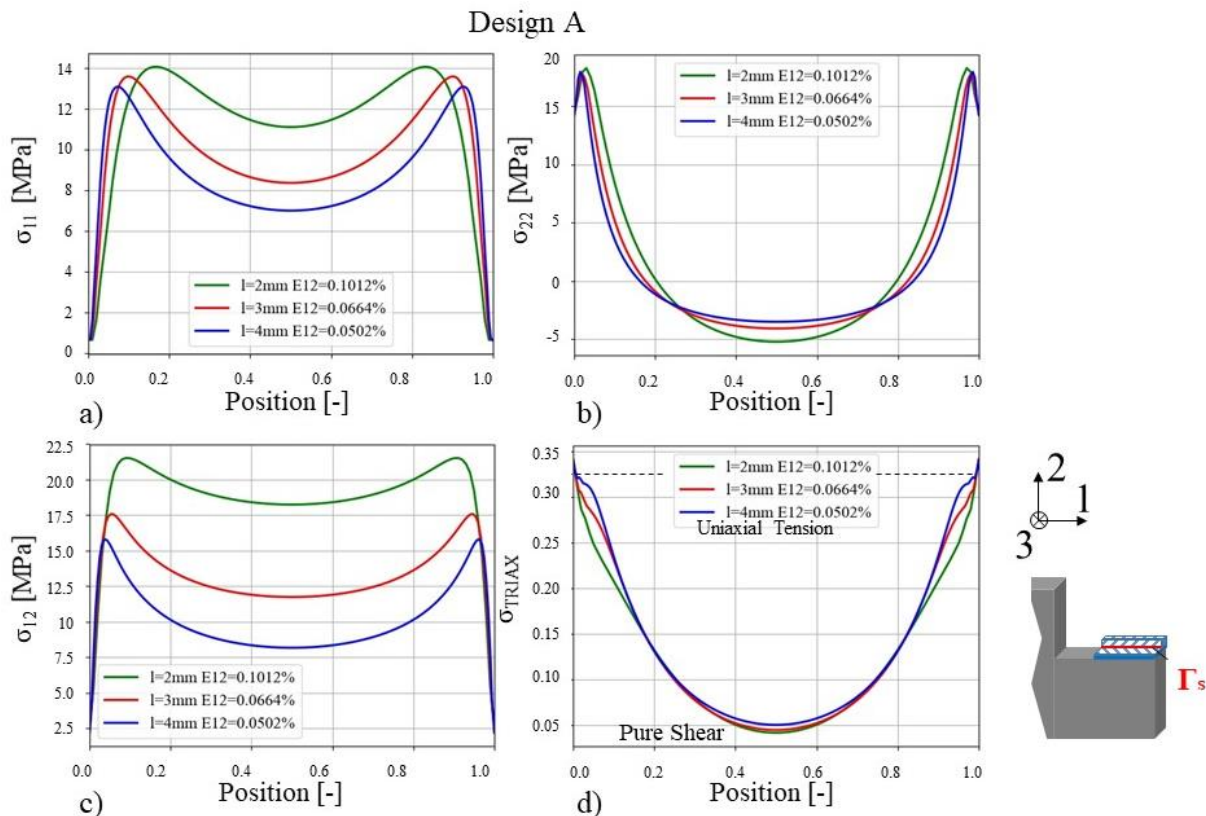 Design A
σ11 [MPa]
14
12
10
8
6
4
2
0
l=2mm E12=0.1012%
l=3mm E12=0.0664%
l=4mm E12=0.0502%
0.0 0.2 0.4 0.6 0.8 1.0
Position [-]
a)
σ22 [MPa]
20
15
10
5
0
-5
l=2mm E12=0.1012%
l=3mm E12=0.0664%
l=4mm E12=0.0502%
0.0 0.2 0.4 0.6 0.8 1.0
Position [-]
b)
σ12 [MPa]
22.5
20.0
17.5
15.0
12.5
10.0
7.5
5.0
2.5
l=2mm E12=0.1012%
l=3mm E12=0.0664%
l=4mm E12=0.0502%
0.0 0.2 0.4 0.6 0.8 1.0
Position [-]
c)
σTRIAX
0.35
0.30
0.25
0.20
0.15
0.10
0.05
l=2mm E12=0.1012%
l=3mm E12=0.0664%
l=4mm E12=0.0502%
Uniaxial Tension
Pure Shear
0.0 0.2 0.4 0.6 0.8 1.0
Position [-]
d)
2
1
3
Γs